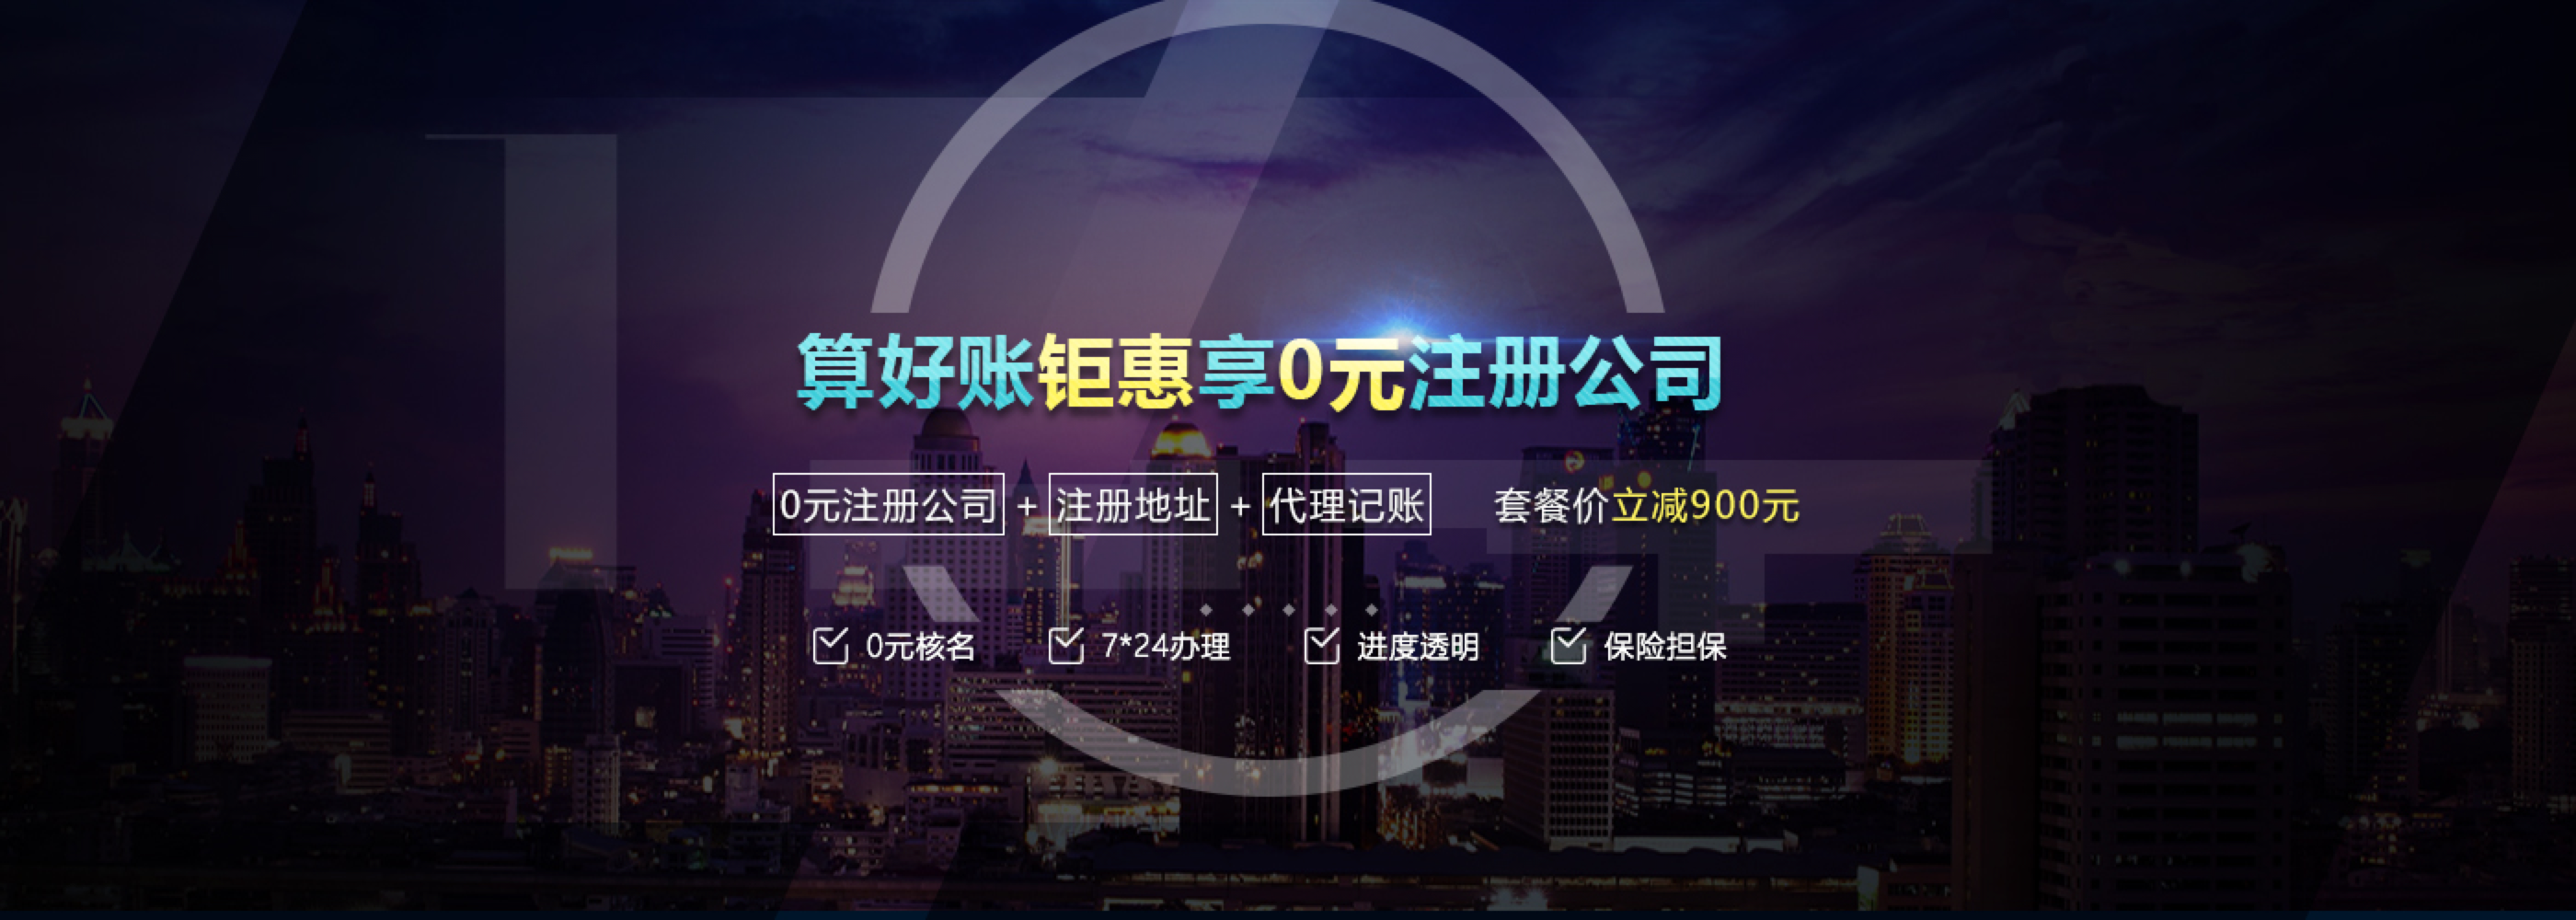 算好账钜惠享0元注册公司
0元注册公司 + 注册地址 + 代理记账 套餐价立减900元
0元核名 7*24办理 进度透明 保险担保